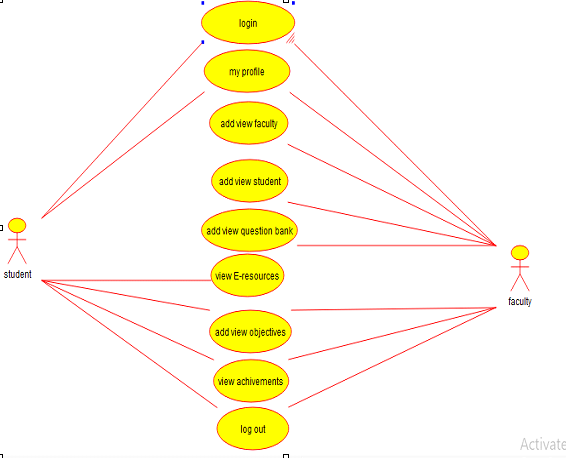 login
my profile
add view faculty
add view student
add view question bank
view E-resources
student
faculty
add view objectives
view achivements
log out
Activate